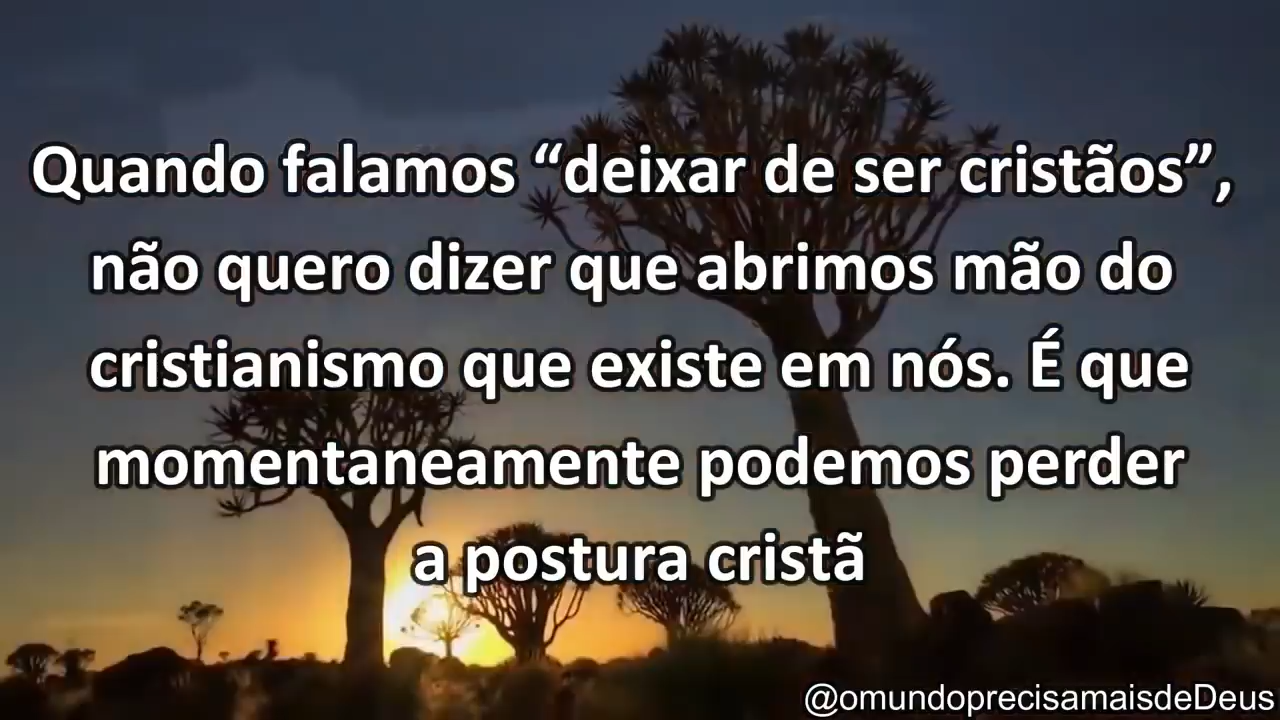 Quando falamos “deixar de ser cristãos”,
não quero dizer que abrimos mão do
cristianismo que existe em nós. É que
momentaneamente podemos perder
a postura cristã
@omundoprecisamaisdeDeus